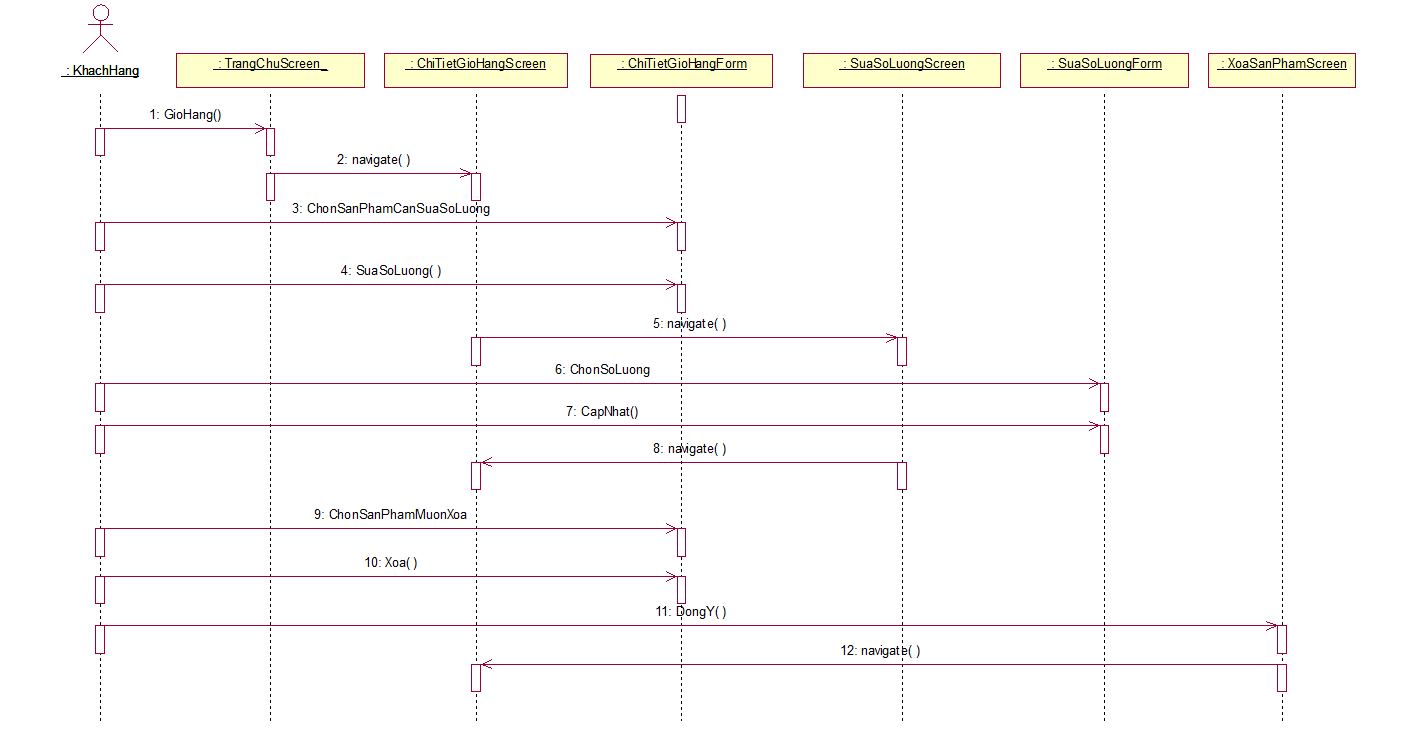 : KhachHang
: TrangChuScreen_
: ChiTietGioHangScreen
: ChiTietGioHangForm
: SuaSoLuongScreen
: SuaSoLuongForm
: XoaSanPhamScreen
1: GioHang()
2: navigate( )
3: ChonSanPhamCanSuaSoLuong
4: SuaSoLuong( )
5: navigate( )
6: ChonSoLuong
7: CapNhat()
8: navigate( )
9: ChonSanPhamMuonXoa
10: Xoa( )
11: DongY( )
12: navigate( )